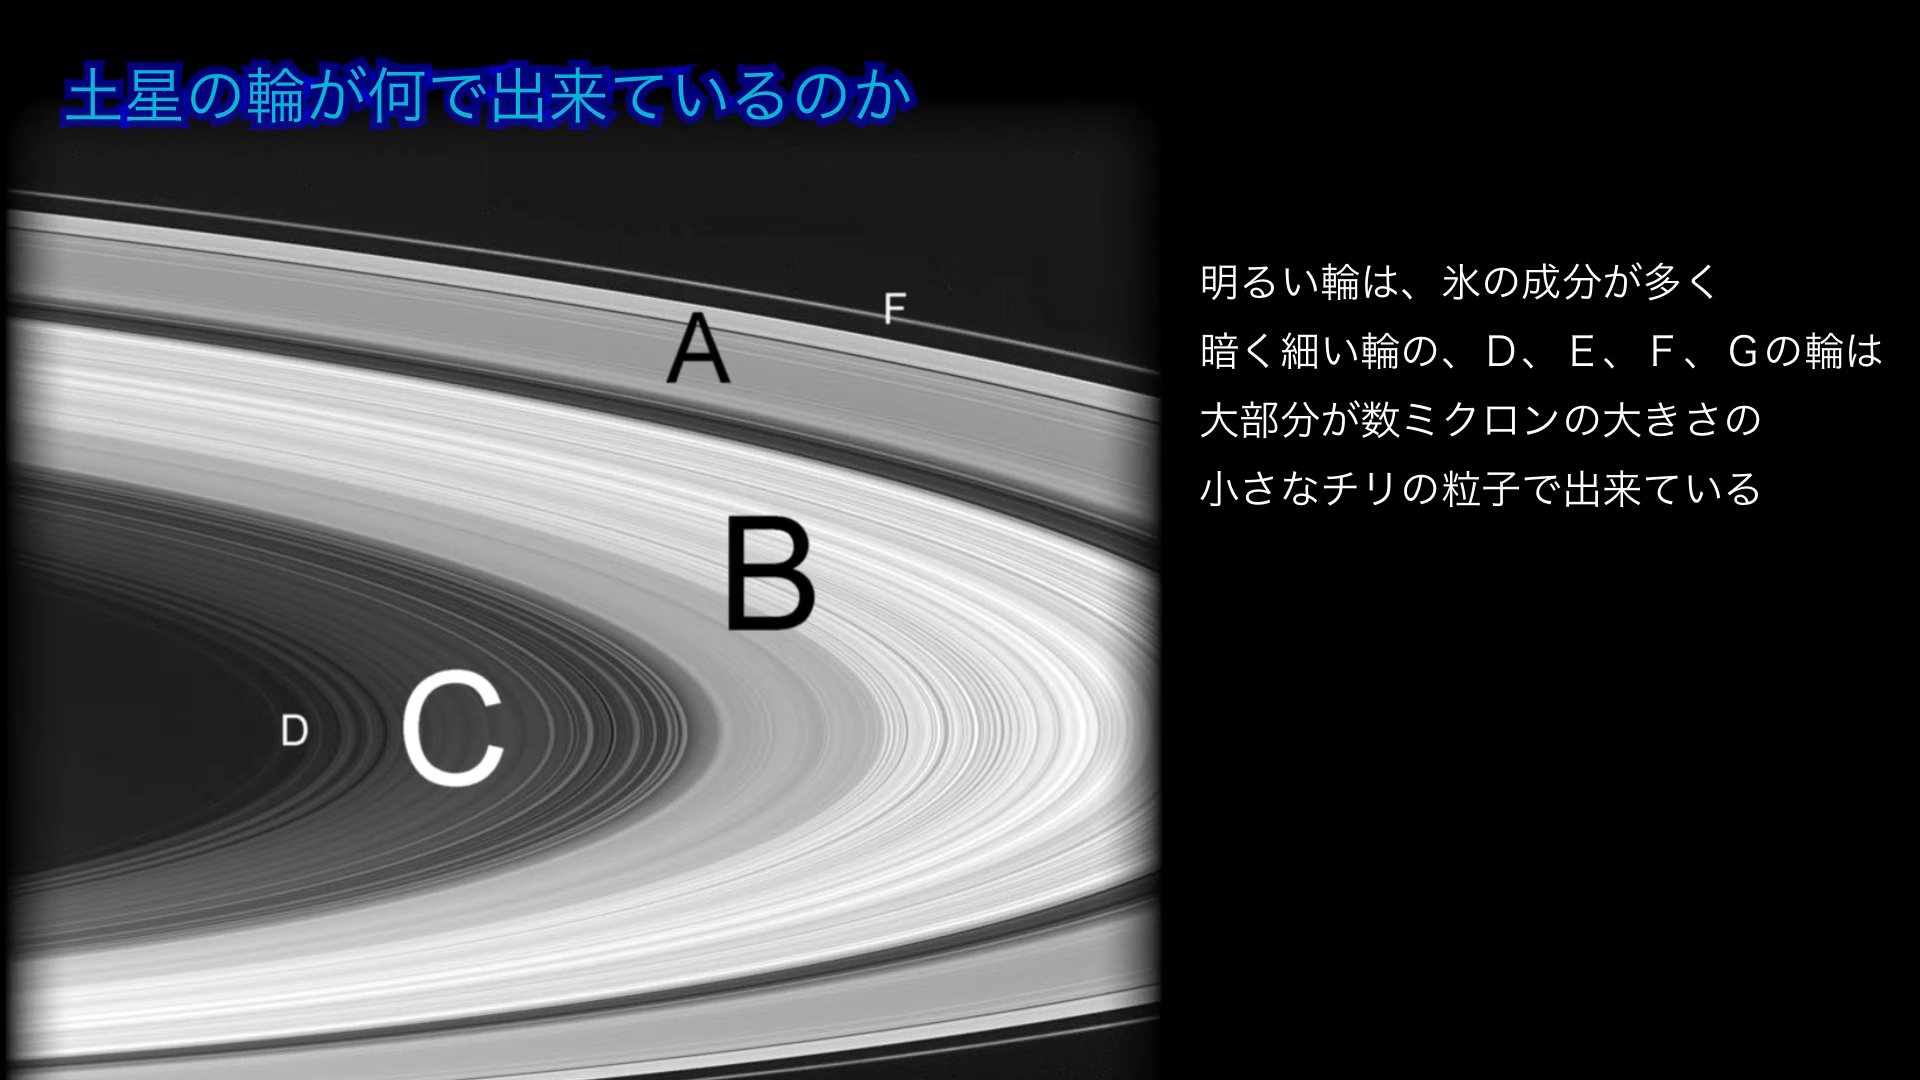 土星の輪が何で出来ているのか
明るい輪は、氷の成分が多く
暗く細い輪の、Ｄ、Ｅ、Ｆ、Ｇの輪は
大部分が数ミクロンの大きさの
小さなチリの粒子で出来ている
F
A
B
C
D